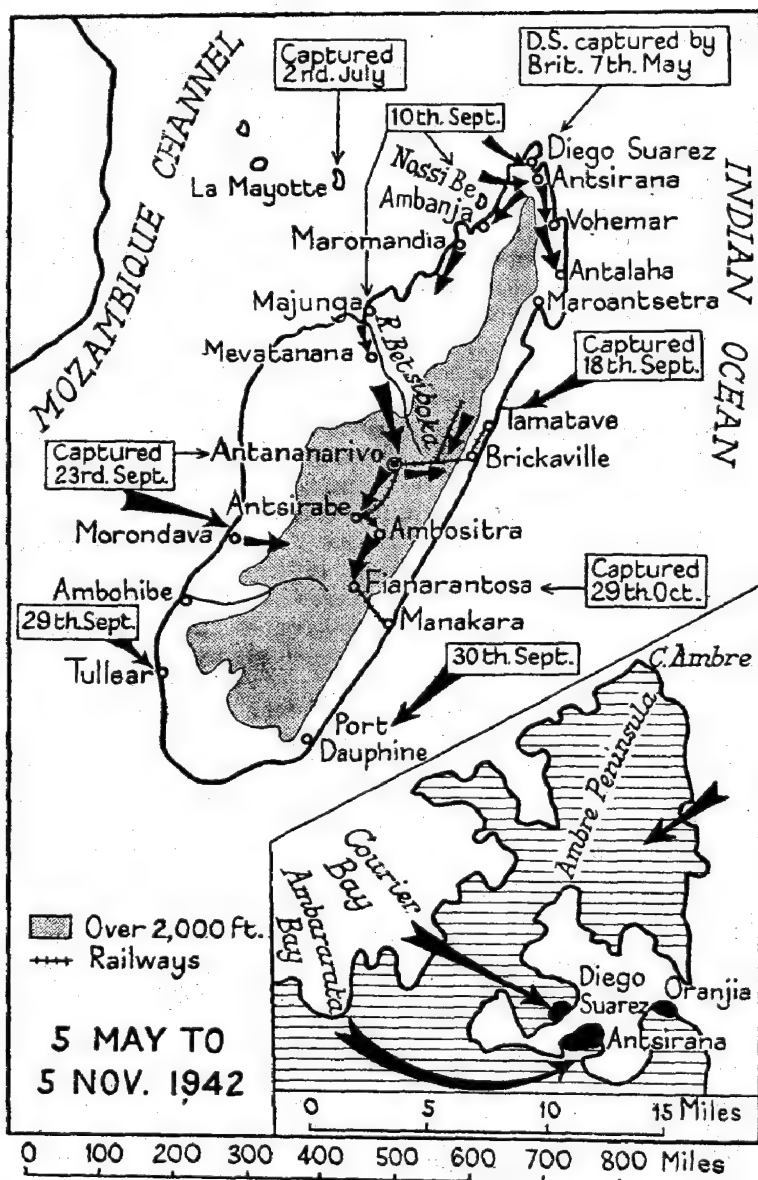 Captured
2nd. July
D.S. captured by
Brit. 7th. May
MOZAMBIQUE CHANNEL
10th. Sept.
La Mayotte
Nossi Be
Diego Suarez
Antsirana
Ambanja
Vohemar
Maromandia
INDIAN OCEAN
Antalaha
Majunga
Maroantsetra
R. Betsiboka
Mevatanana
Captured
18th. Sept.
Tamatave
Captured
23rd. Sept.
Antananarivo
Brickaville
Antsirabe
Morondava
Ambositra
Ambohibe
Fianarantosa
Captured
29th Oct.
29th. Sept.
Manakara
Tullear
30th. Sept.
Port
Dauphine
C. Ambre
Ambre Peninsula
Courier
Bay
Ambararata
Bay
Over 2,000 ft.
Railways
Diego
Suarez
Oranjia
Antsirana
5 MAY TO
5 NOV. 1942
0 5 10 15 Miles
0 100 200 300 400 500 600 700 800 Miles